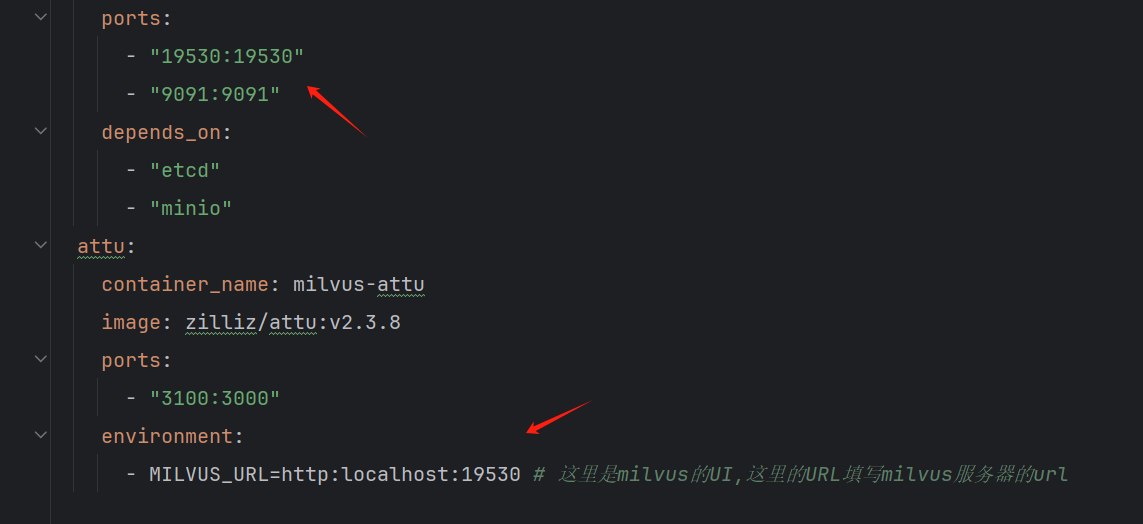 ports:
- "19530:19530"
- "9091:9091"
depends_on:
- "etcd"
- "minio"
attu:
container_name: milvus-attu
image: zilliz/attu:v2.3.8
ports:
- "3100:3000"
environment:
- MILVUS_URL=http:localhost:19530 # 这里是milvus的UI,这里的URL填写milvus服务器的url